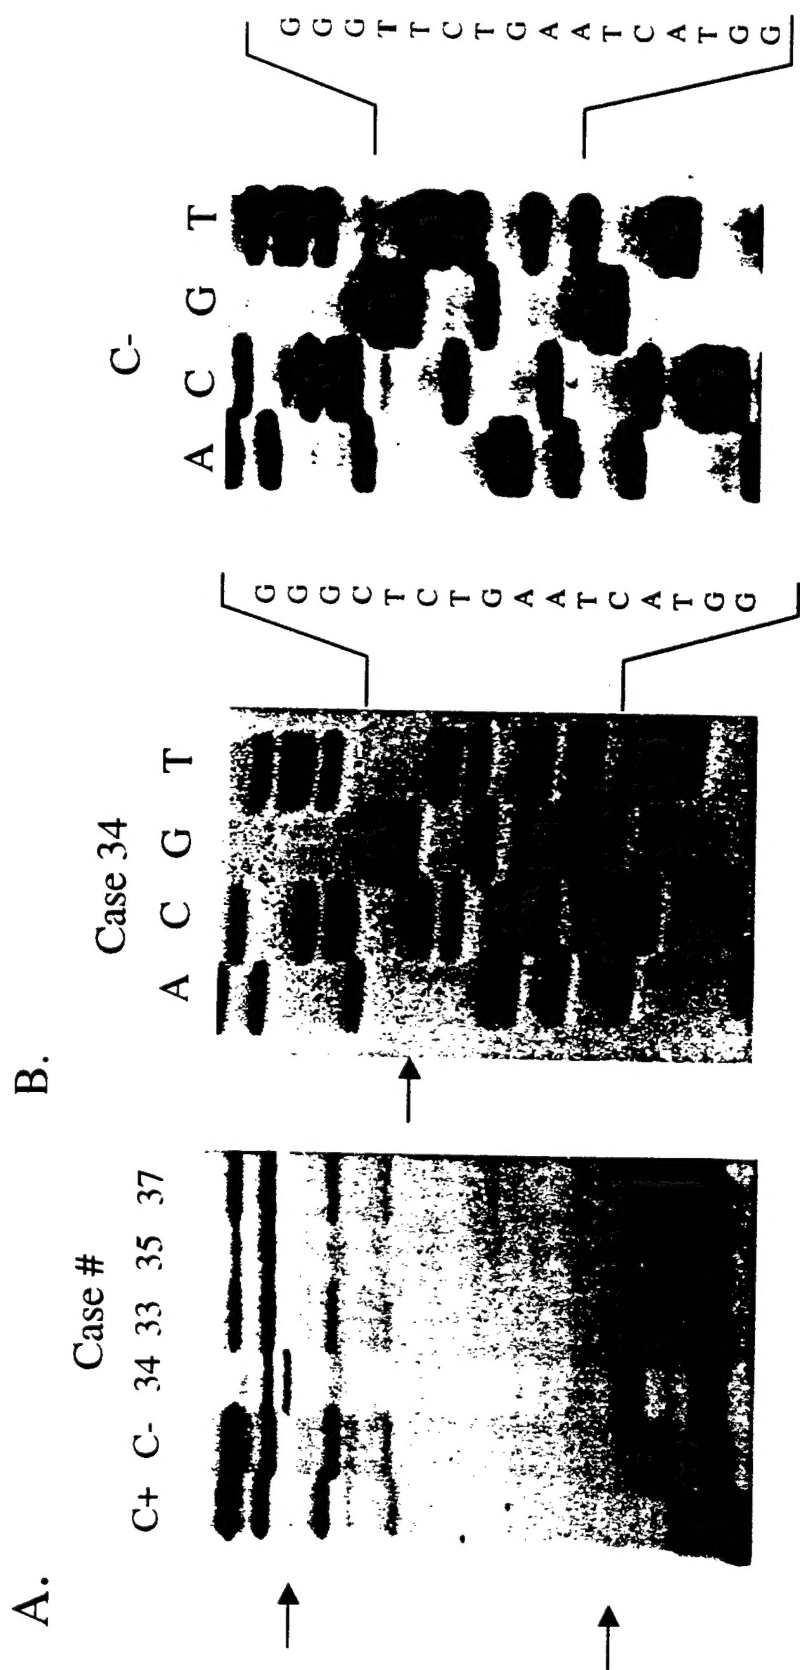 A.
Case #
C+ C- 34 33 35 37
B.
Case 34
A C G T
G G G C T C T G A A T C A T G G
C-
A C G T
G G G T T C T G A A T C A T G G